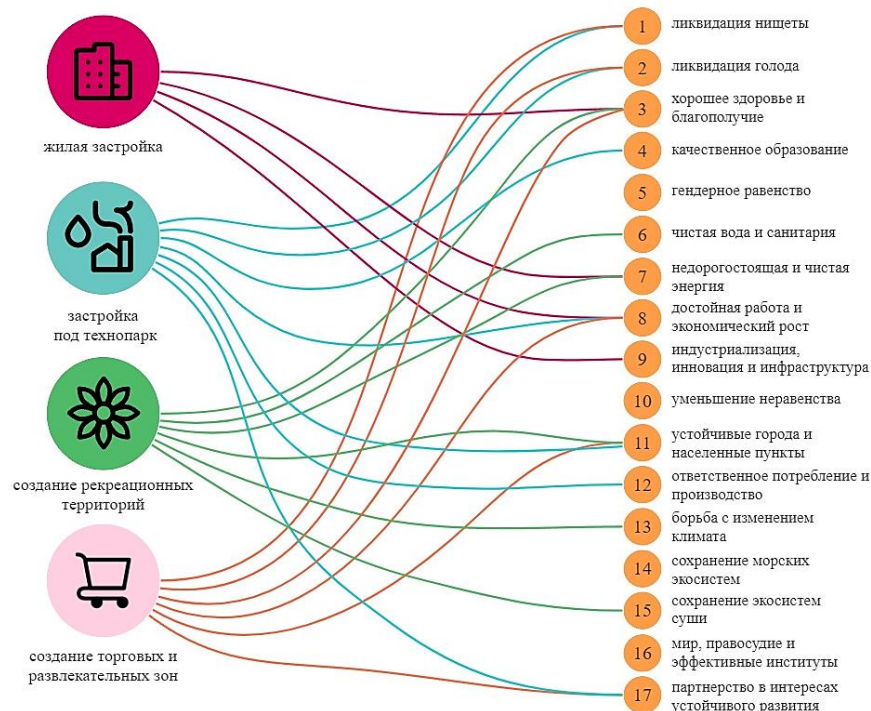 жилая застройка
застройка
под технопарк
создание рекреационных
территорий
создание торговых и
развлекательных зон
1 ликвидация нищеты
2 ликвидация голода
3 хорошее здоровье и
благополучие
4 качественное образование
5 гендерное равенство
6 чистая вода и санитария
7 недорогостоящая и чистая
энергия
8 достойная работа и
экономический рост
9 индустриализация,
инновация и инфраструктура
10 уменьшение неравенства
11 устойчивые города и
населенные пункты
12 ответственное потребление и
производство
13 борьба с изменением
климата
14 сохранение морских
экосистем
15 сохранение экосистем
суши
16 мир, правосудие и
эффективные институты
17 партнерство в интересах
устойчивого развития